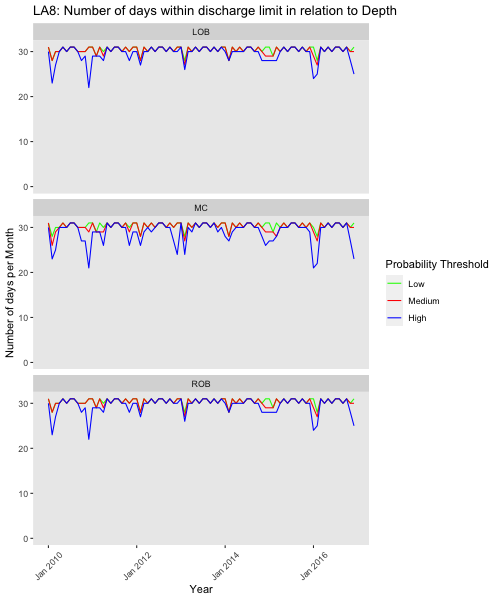 LA8: Number of days within discharge limit in relation to Depth
LOB
30
20
10
0
MC
30
20
10
0
ROB
30
20
10
0
Number of days per Month
Jan 2010
Jan 2012
Jan 2014
Jan 2016
Year
Probability Threshold
Low
Medium
High